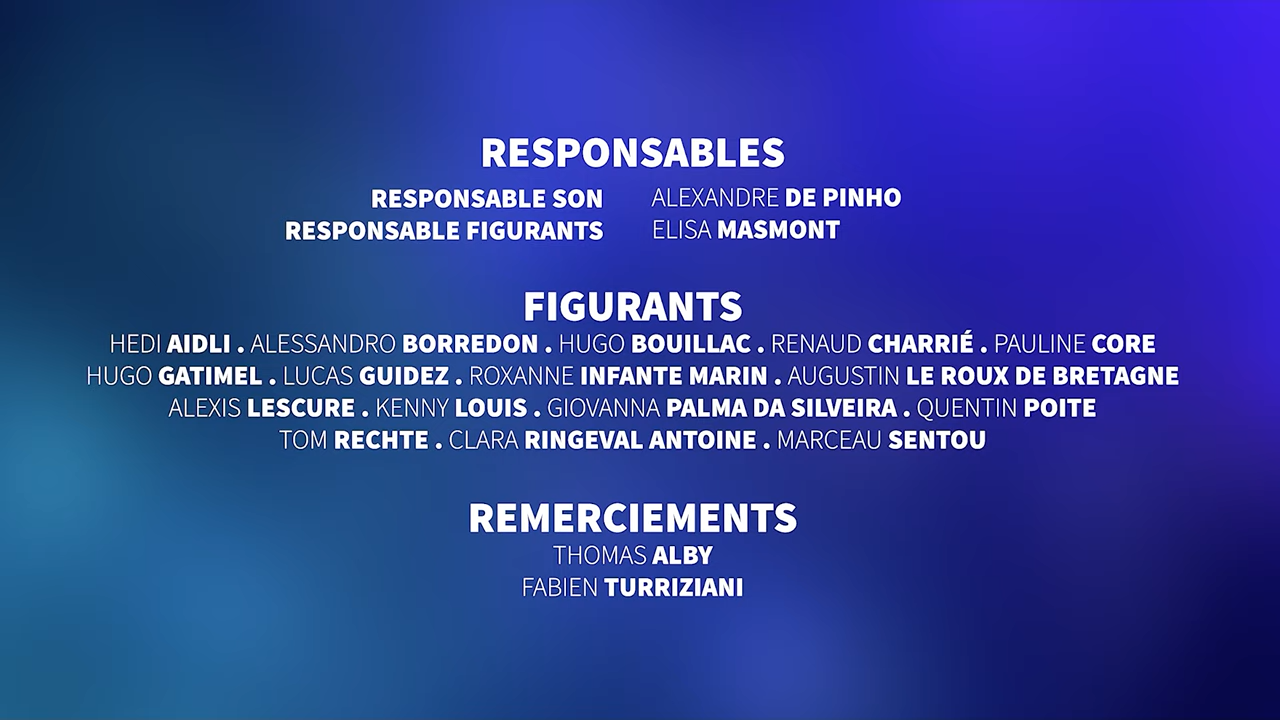 RESPONSABLES
RESPONSABLE SON ALEXANDRE DE PINHO
RESPONSABLE FIGURANTS ELISA MASMONT
FIGURANTS
HEDI AIDLI . ALESSANDRO BORREDON . HUGO BOUILLAC . RENAUD CHARRIÉ . PAULINE CORE
HUGO GATIMEL . LUCAS GUIDEZ . ROXANNE INFANTE MARIN . AUGUSTIN LE ROUX DE BRETAGNE
ALEXIS LESCURE . KENNY LOUIS . GIOVANNA PALMA DA SILVEIRA . QUENTIN POITE
TOM RECHTE . CLARA RINGEVAL ANTOINE . MARCEAU SENTOU
REMERCIEMENTS
THOMAS ALBY
FABIEN TURRIZIANI